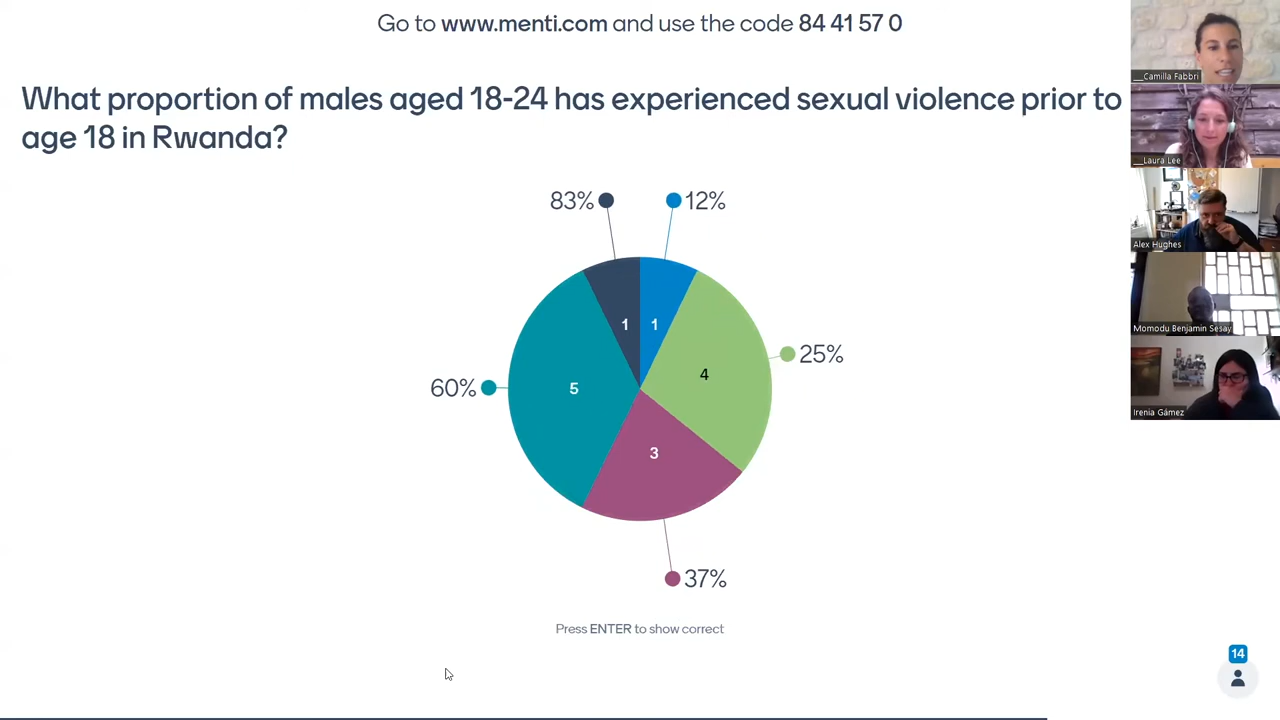 Go to www.menti.com and use the code 84 41 57 0
What proportion of males aged 18-24 has experienced sexual violence prior to
age 18 in Rwanda?
83%
12%
1
1
25%
4
60%
5
3
37%
Press ENTER to show correct
14
__Camilla Fabbri
__Laura Lee
Alex Hughes
Momodu Benjamin Sesay
Irenia Gámez